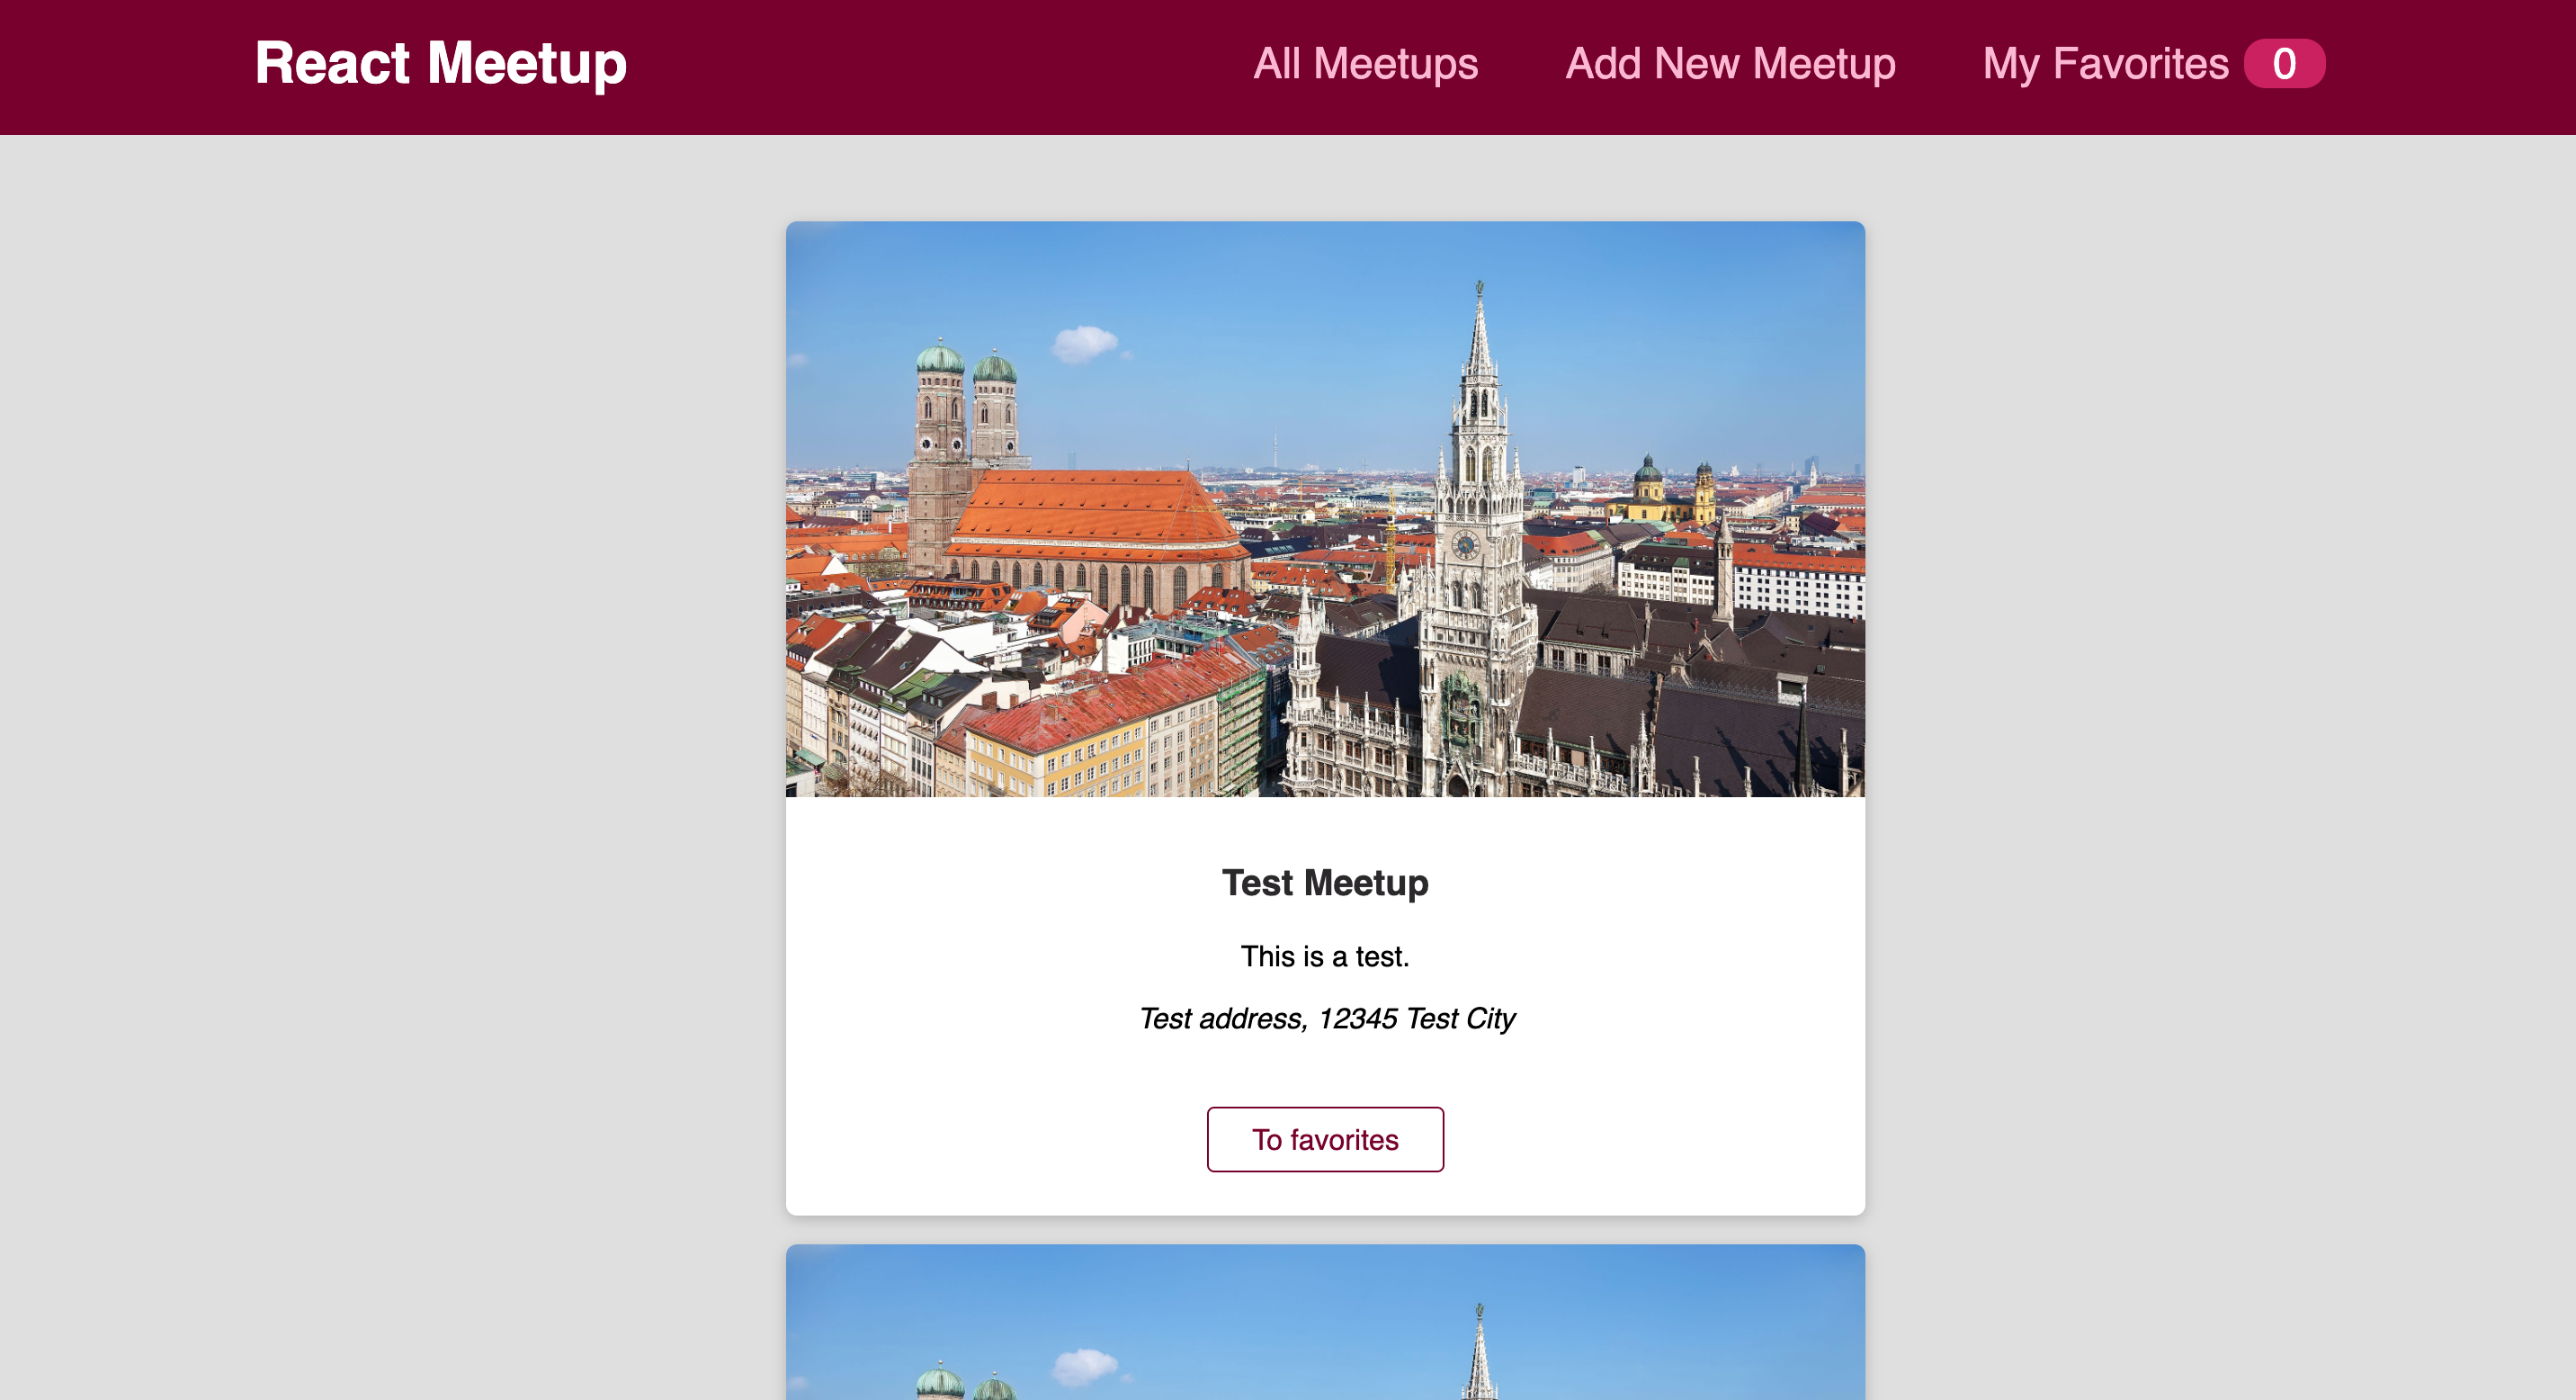 React Meetup
All Meetups
Add New Meetup
My Favorites 0
Test Meetup
This is a test.
Test address, 12345 Test City
To favorites